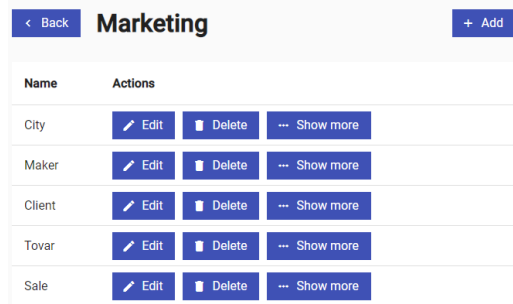 Back Marketing + Add
Name Actions
City Edit Delete ··· Show more
Maker Edit Delete ··· Show more
Client Edit Delete ··· Show more
Tovar Edit Delete ··· Show more
Sale Edit Delete ··· Show more